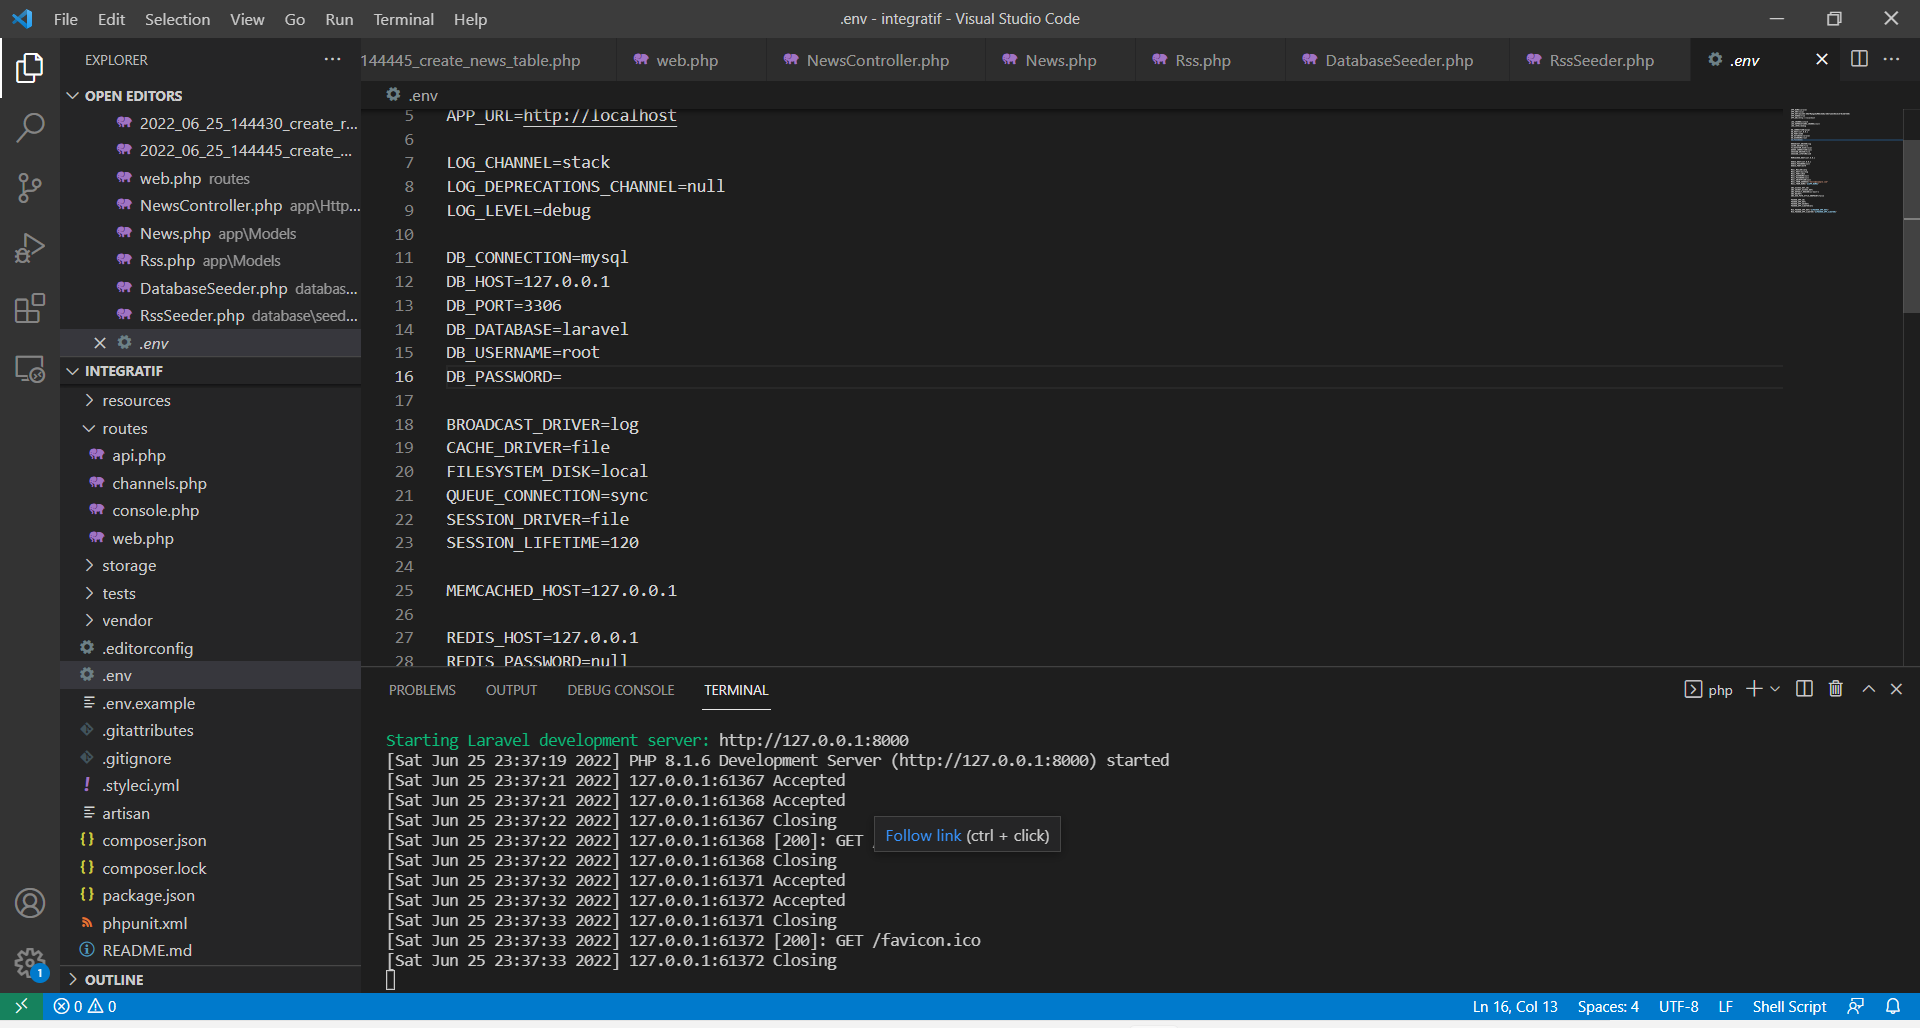 File Edit Selection View Go Run Terminal Help
.env - integratif - Visual Studio Code
EXPLORER
OPEN EDITORS
2022_06_25_144430_create_r...
2022_06_25_144445_create_...
web.php routes
NewsController.php app\Http...
News.php app\Models
Rss.php app\Models
DatabaseSeeder.php databas...
RssSeeder.php database\seed...
.env
INTEGRATIF
resources
routes
api.php
channels.php
console.php
web.php
storage
tests
vendor
.editorconfig
.env
.env.example
.gitattributes
.gitignore
.styleci.yml
artisan
composer.json
composer.lock
package.json
phpunit.xml
README.md
OUTLINE
144445_create_news_table.php web.php NewsController.php News.php Rss.php DatabaseSeeder.php RssSeeder.php .env
.env
5 APP_URL=http://localhost
6
7 LOG_CHANNEL=stack
8 LOG_DEPRECATIONS_CHANNEL=null
9 LOG_LEVEL=debug
10
11 DB_CONNECTION=mysql
12 DB_HOST=127.0.0.1
13 DB_PORT=3306
14 DB_DATABASE=laravel
15 DB_USERNAME=root
16 DB_PASSWORD=
17
18 BROADCAST_DRIVER=log
19 CACHE_DRIVER=file
20 FILESYSTEM_DISK=local
21 QUEUE_CONNECTION=sync
22 SESSION_DRIVER=file
23 SESSION_LIFETIME=120
24
25 MEMCACHED_HOST=127.0.0.1
26
27 REDIS_HOST=127.0.0.1
28 REDIS_PASSWORD=null
PROBLEMS OUTPUT DEBUG CONSOLE TERMINAL
php
Starting Laravel development server: http://127.0.0.1:8000
[Sat Jun 25 23:37:19 2022] PHP 8.1.6 Development Server (http://127.0.0.1:8000) started
[Sat Jun 25 23:37:21 2022] 127.0.0.1:61367 Accepted
[Sat Jun 25 23:37:21 2022] 127.0.0.1:61368 Accepted
[Sat Jun 25 23:37:22 2022] 127.0.0.1:61367 Closing
[Sat Jun 25 23:37:22 2022] 127.0.0.1:61368 [200]: GET /
Follow link (ctrl + click)
[Sat Jun 25 23:37:22 2022] 127.0.0.1:61368 Closing
[Sat Jun 25 23:37:32 2022] 127.0.0.1:61371 Accepted
[Sat Jun 25 23:37:32 2022] 127.0.0.1:61372 Accepted
[Sat Jun 25 23:37:33 2022] 127.0.0.1:61371 Closing
[Sat Jun 25 23:37:33 2022] 127.0.0.1:61372 [200]: GET /favicon.ico
[Sat Jun 25 23:37:33 2022] 127.0.0.1:61372 Closing
1
0 0
Ln 16, Col 13 Spaces: 4 UTF-8 LF Shell Script